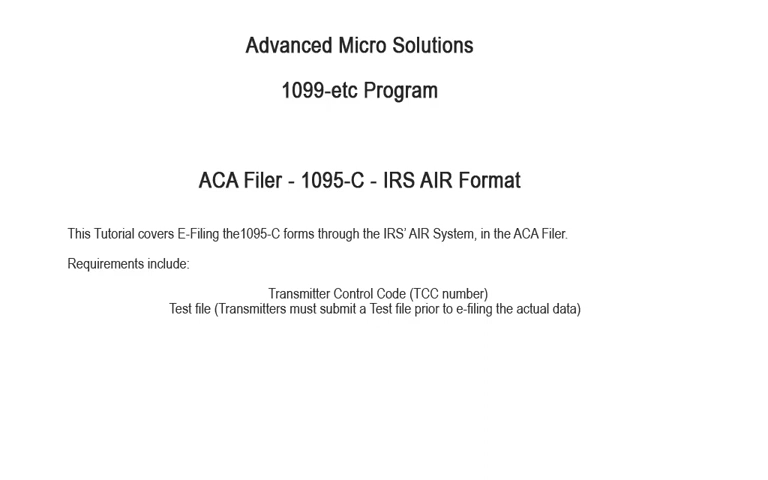 Advanced Micro Solutions
1099-etc Program
ACA Filer - 1095-C - IRS AIR Format
This Tutorial covers E-Filing the1095-C forms through the IRS' AIR System, in the ACA Filer.
Requirements include:
Transmitter Control Code (TCC number)
Test file (Transmitters must submit a Test file prior to e-filing the actual data)